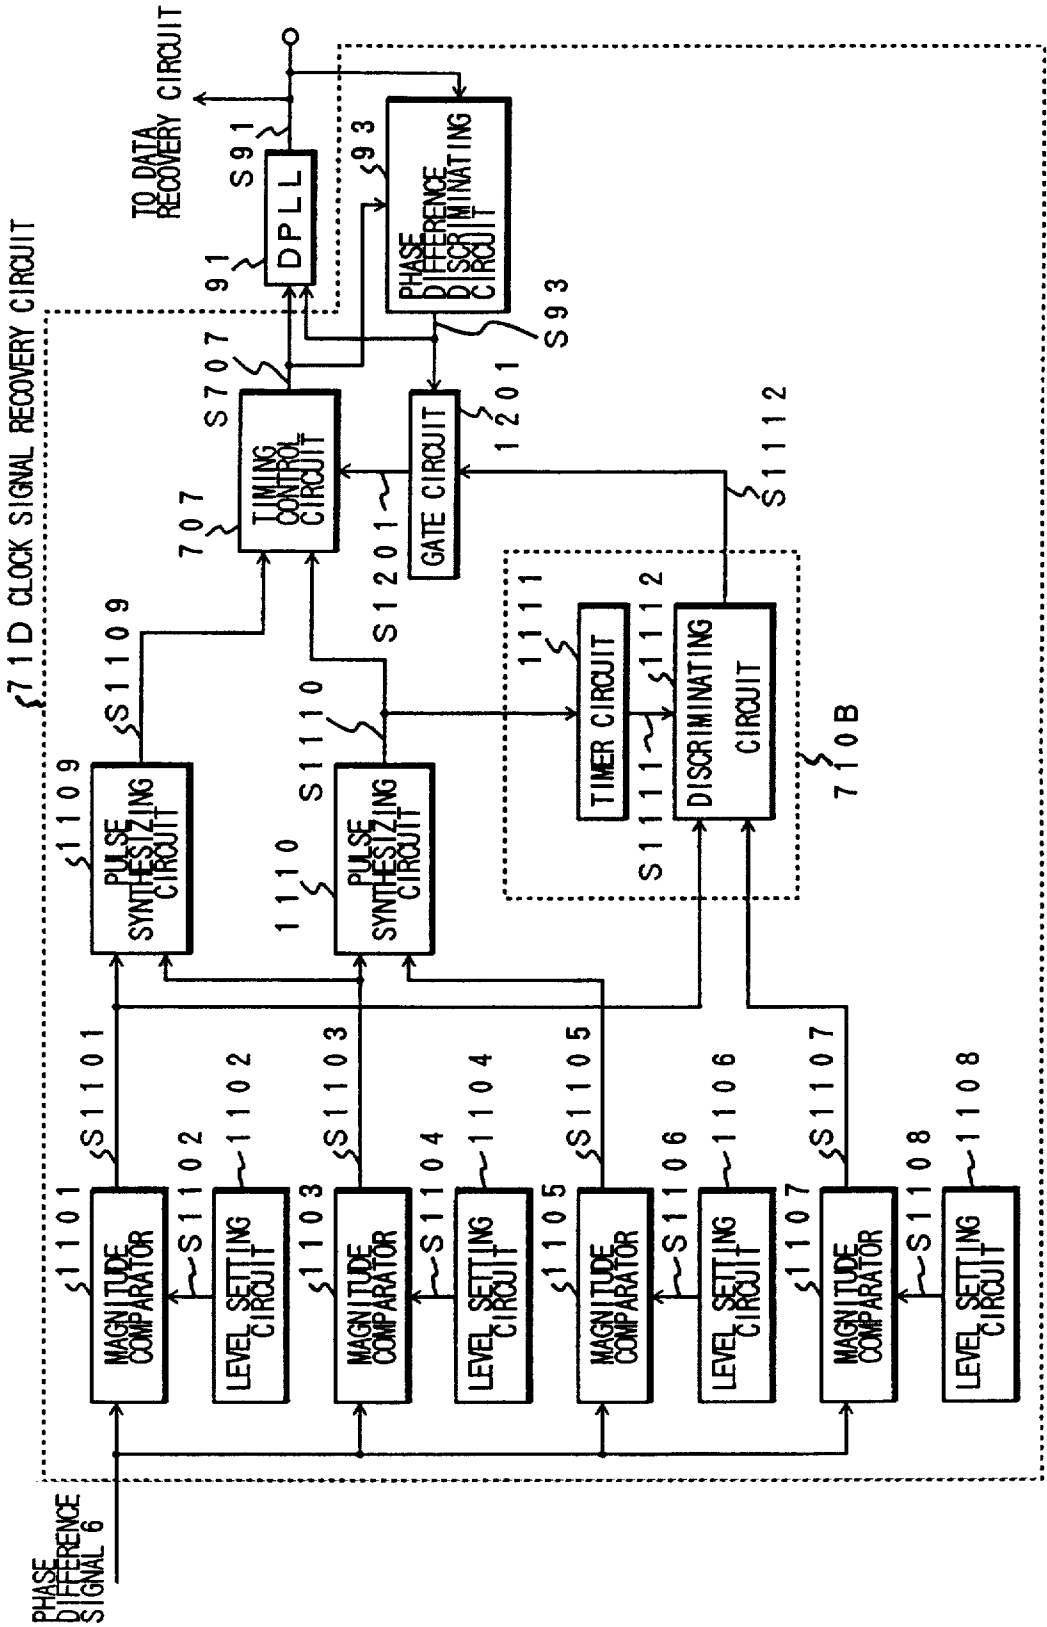 71D CLOCK SIGNAL RECOVERY CIRCUIT
PHASE
DIFFERENCE
SIGNAL 6
1101
MAGNITUDE
COMPARATOR
S1101
S1102
LEVEL SETTING
CIRCUIT
1102
1103
MAGNITUDE
COMPARATOR
S1103
S1104
LEVEL SETTING
CIRCUIT
1104
1105
MAGNITUDE
COMPARATOR
S1105
S1106
LEVEL SETTING
CIRCUIT
1106
1107
MAGNITUDE
COMPARATOR
S1107
S1108
LEVEL SETTING
CIRCUIT
1108
1109
PULSE
SYNTHESIZING
CIRCUIT
S1109
1110
PULSE
SYNTHESIZING
CIRCUIT
S1110
1111
TIMER CIRCUIT
S1111
1112
DISCRIMINATING
CIRCUIT
710B
S1112
707
TIMING
CONTROL
CIRCUIT
S707
S1201
GATE CIRCUIT
1201
91
DPLL
S91
TO DATA
RECOVERY CIRCUIT
93
PHASE
DIFFERENCE
DISCRIMINATING
CIRCUIT
S93